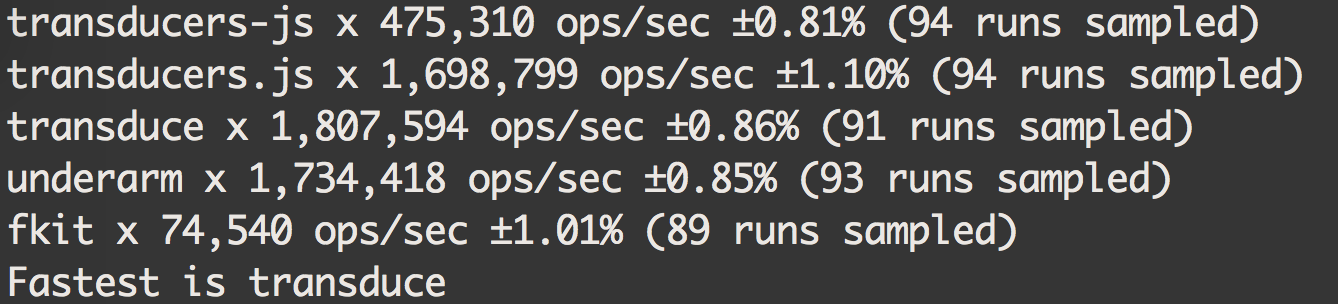 transducers-js x 475,310 ops/sec ±0.81% (94 runs sampled)
transducers.js x 1,698,799 ops/sec ±1.10% (94 runs sampled)
transduce x 1,807,594 ops/sec ±0.86% (91 runs sampled)
underarm x 1,734,418 ops/sec ±0.85% (93 runs sampled)
fkit x 74,540 ops/sec ±1.01% (89 runs sampled)
Fastest is transduce